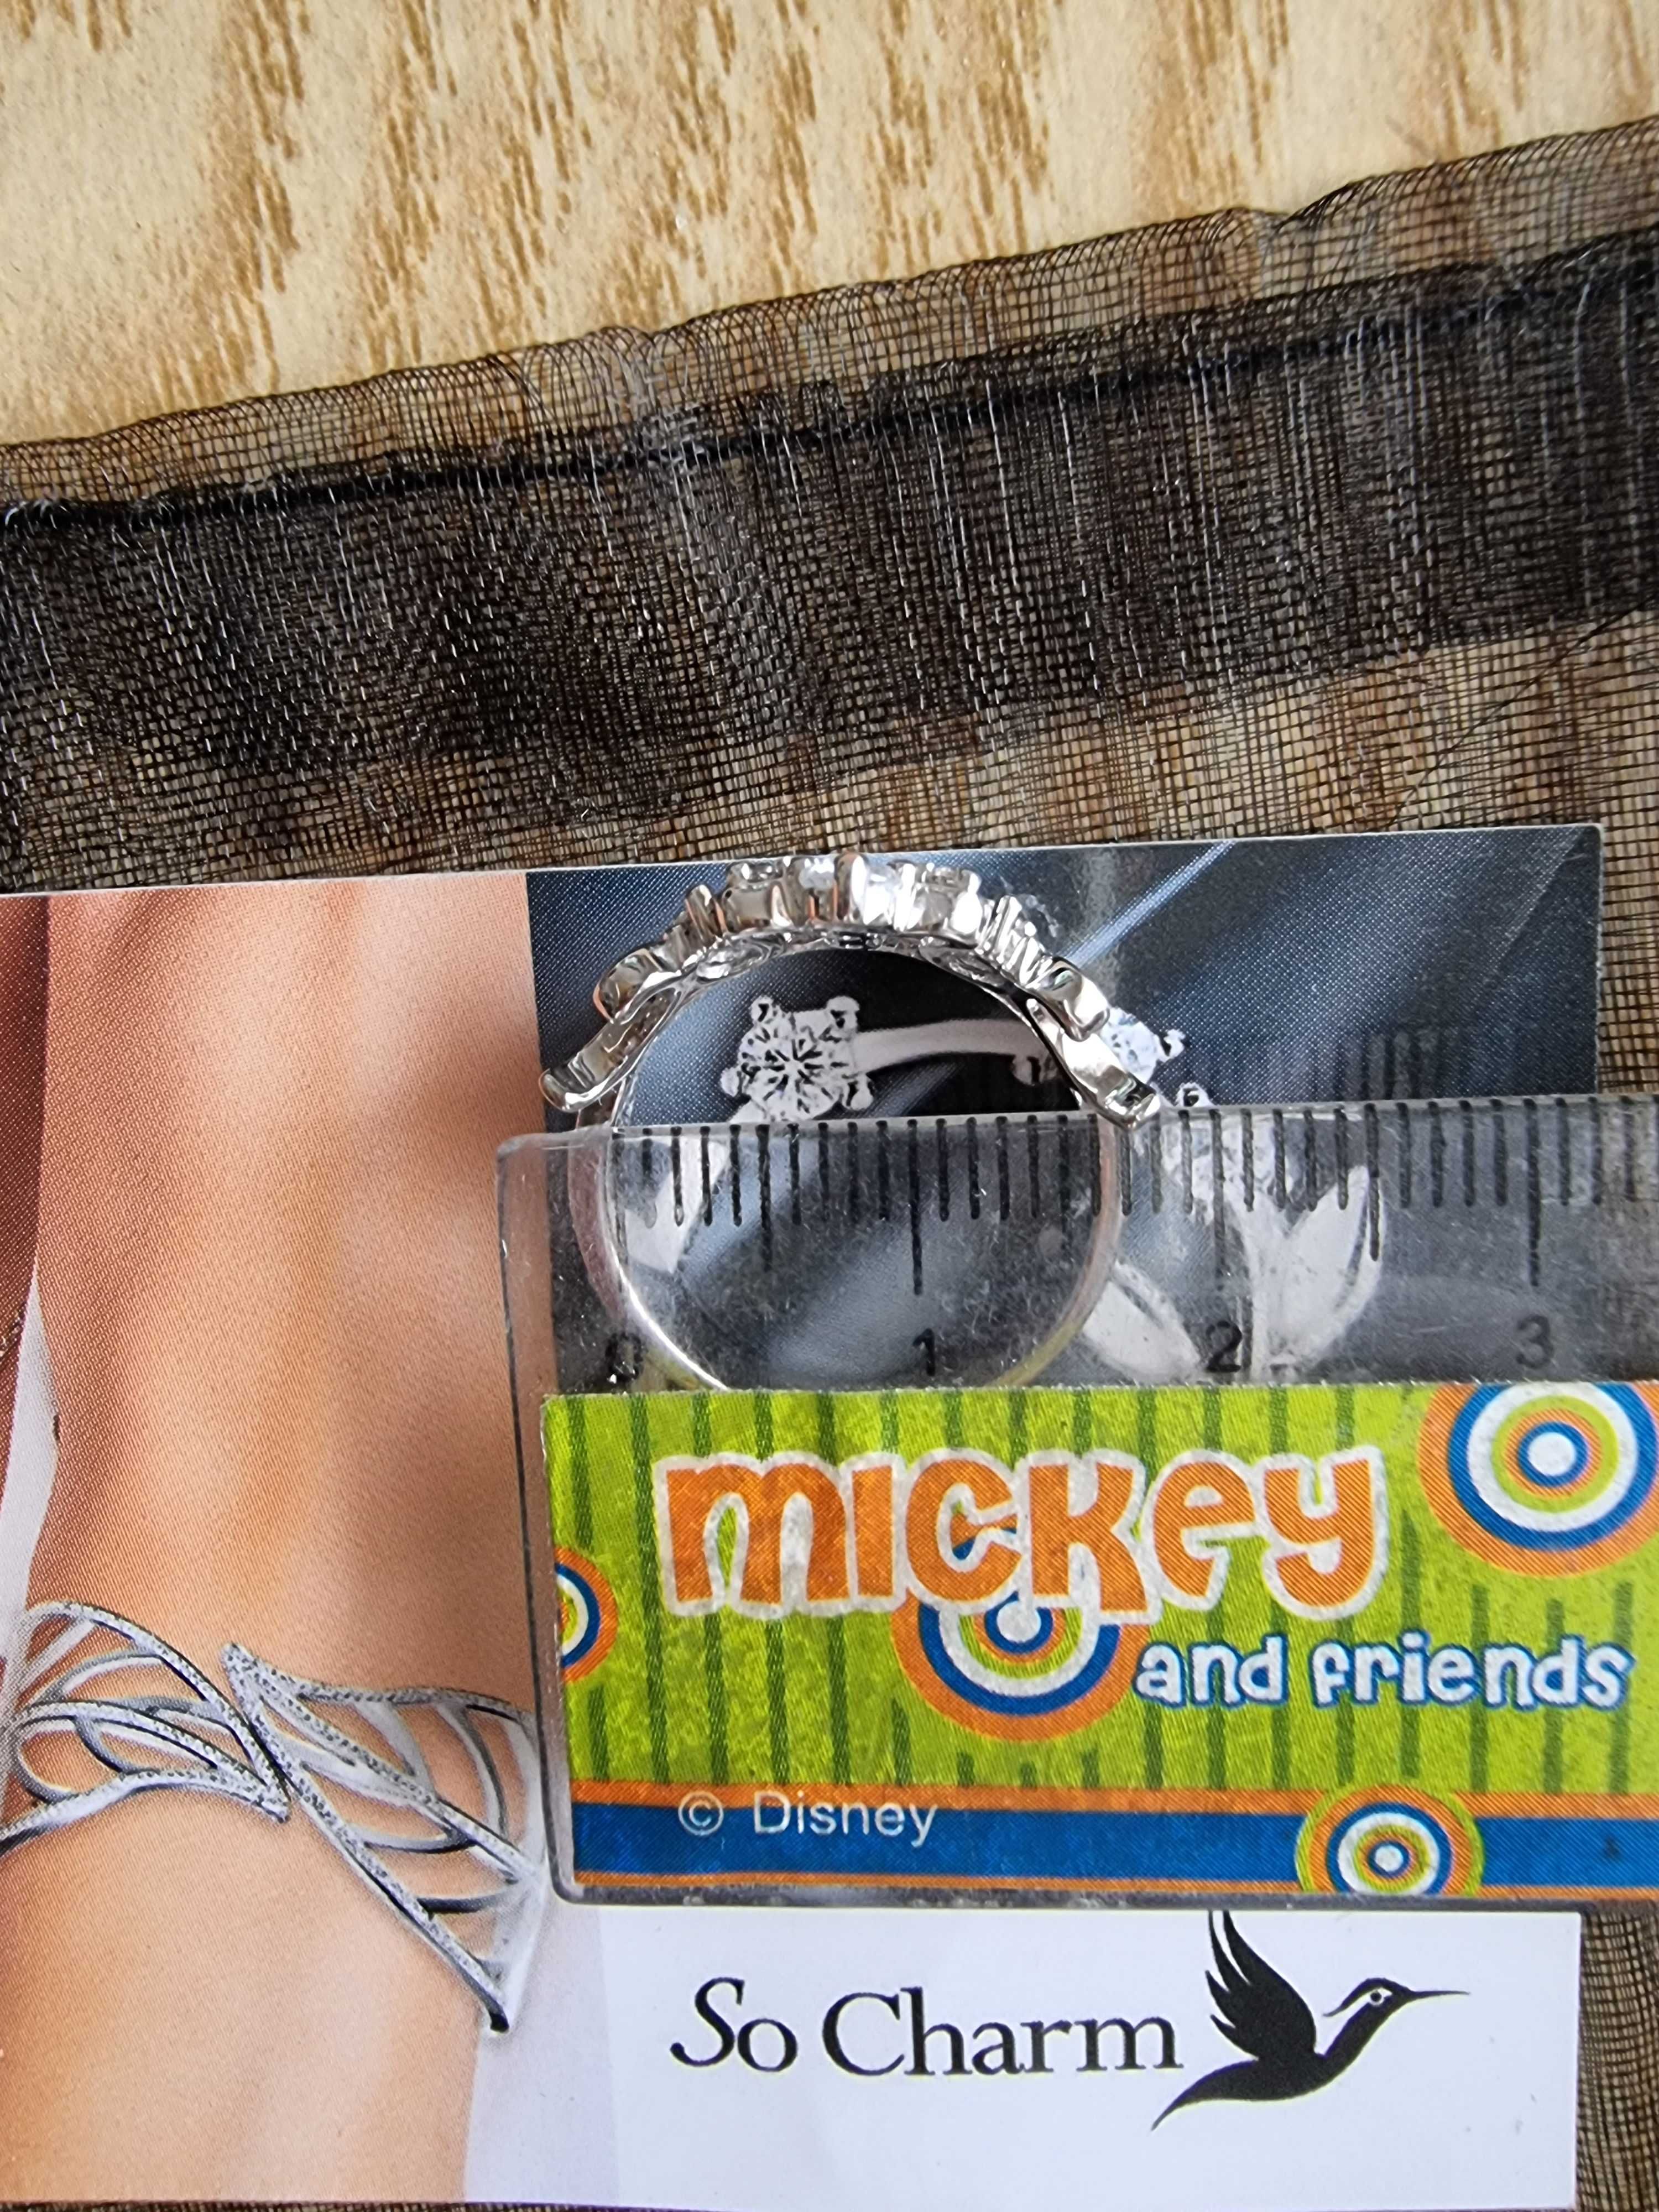 0 1 2 3
mickey
and friends
© Disney
So Charm